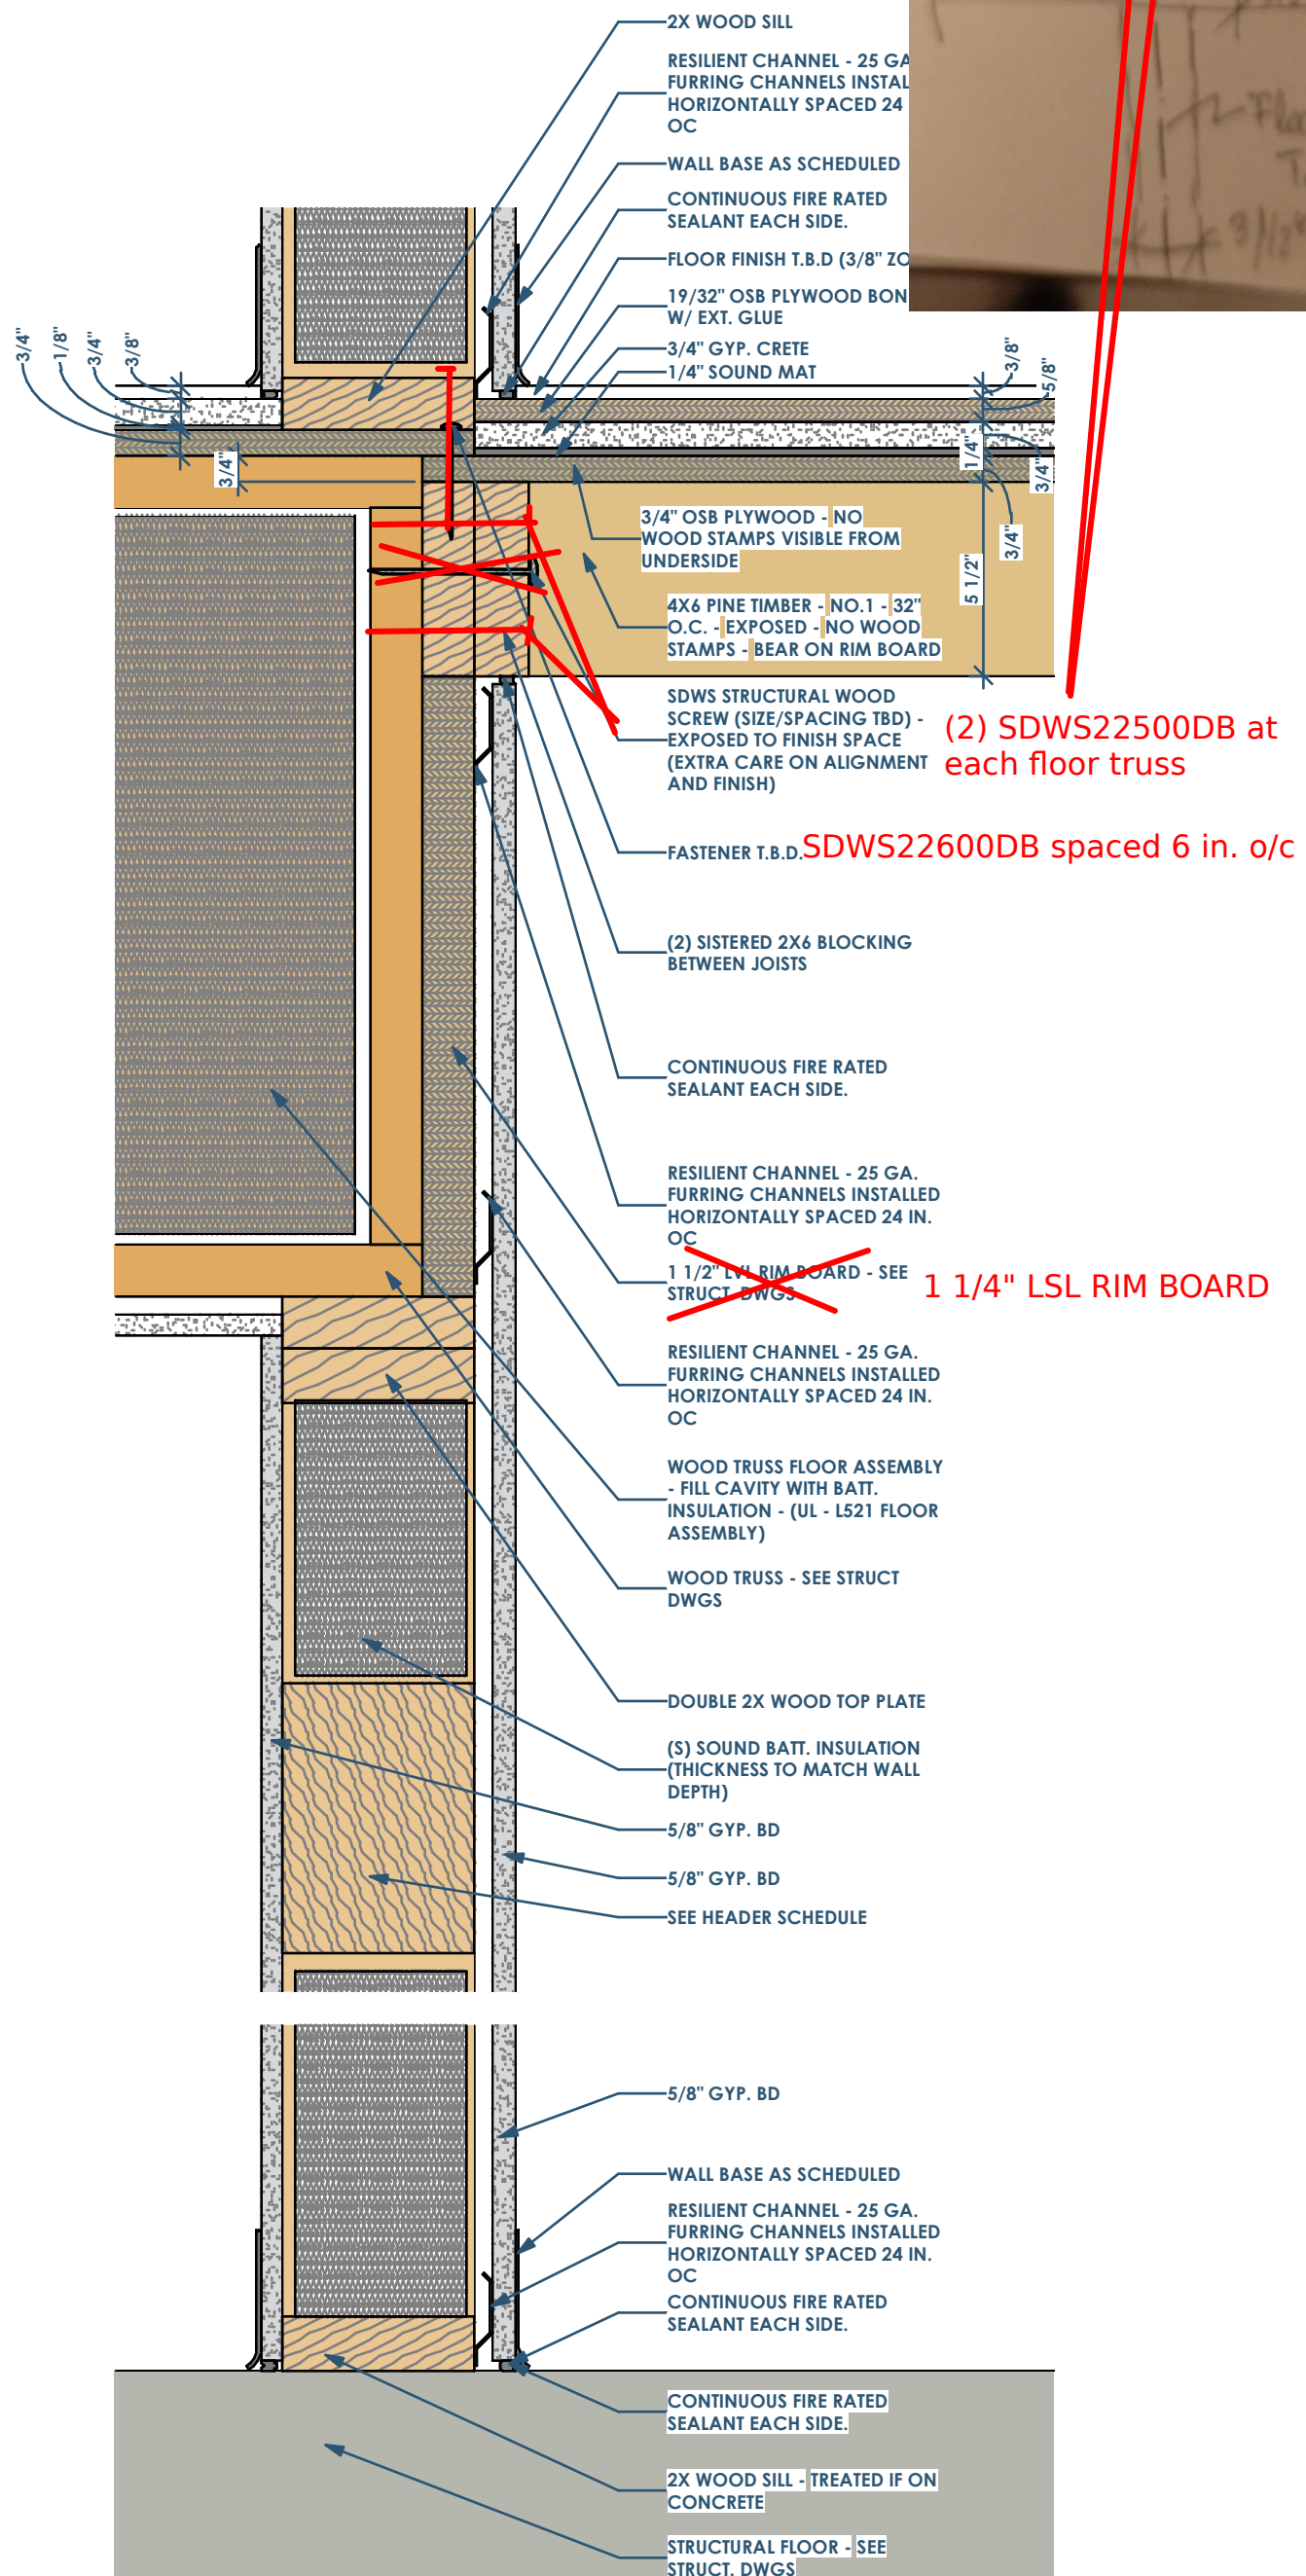 2X WOOD SILL
RESILIENT CHANNEL - 25 GA
FURRING CHANNELS INSTAL
HORIZONTALLY SPACED 24
OC
WALL BASE AS SCHEDULED
CONTINUOUS FIRE RATED
SEALANT EACH SIDE.
FLOOR FINISH T.B.D (3/8" ZO
19/32" OSB PLYWOOD BON
W/ EXT. GLUE
3/4" GYP. CRETE
1/4" SOUND MAT
3/4"
1/8"
3/4"
3/8"
3/4"
3/8"
5/8"
1/4"
3/4"
3/4"
5 1/2"
3/4" OSB PLYWOOD - NO
WOOD STAMPS VISIBLE FROM
UNDERSIDE
4X6 PINE TIMBER - NO.1 - 32"
O.C. - EXPOSED - NO WOOD
STAMPS - BEAR ON RIM BOARD
SDWS STRUCTURAL WOOD
SCREW (SIZE/SPACING TBD) -
EXPOSED TO FINISH SPACE
(EXTRA CARE ON ALIGNMENT
AND FINISH)
(2) SDWS22500DB at
each floor truss
FASTENER T.B.D.
SDWS22600DB spaced 6 in. o/c
(2) SISTERED 2X6 BLOCKING
BETWEEN JOISTS
CONTINUOUS FIRE RATED
SEALANT EACH SIDE.
RESILIENT CHANNEL - 25 GA.
FURRING CHANNELS INSTALLED
HORIZONTALLY SPACED 24 IN.
OC
1 1/2" LVL RIM BOARD - SEE
STRUCT. DWGS
1 1/4" LSL RIM BOARD
RESILIENT CHANNEL - 25 GA.
FURRING CHANNELS INSTALLED
HORIZONTALLY SPACED 24 IN.
OC
WOOD TRUSS FLOOR ASSEMBLY
- FILL CAVITY WITH BATT.
INSULATION - (UL - L521 FLOOR
ASSEMBLY)
WOOD TRUSS - SEE STRUCT
DWGS
DOUBLE 2X WOOD TOP PLATE
(S) SOUND BATT. INSULATION
(THICKNESS TO MATCH WALL
DEPTH)
5/8" GYP. BD
5/8" GYP. BD
SEE HEADER SCHEDULE
5/8" GYP. BD
WALL BASE AS SCHEDULED
RESILIENT CHANNEL - 25 GA.
FURRING CHANNELS INSTALLED
HORIZONTALLY SPACED 24 IN.
OC
CONTINUOUS FIRE RATED
SEALANT EACH SIDE.
CONTINUOUS FIRE RATED
SEALANT EACH SIDE.
2X WOOD SILL - TREATED IF ON
CONCRETE
STRUCTURAL FLOOR - SEE
STRUCT. DWGS